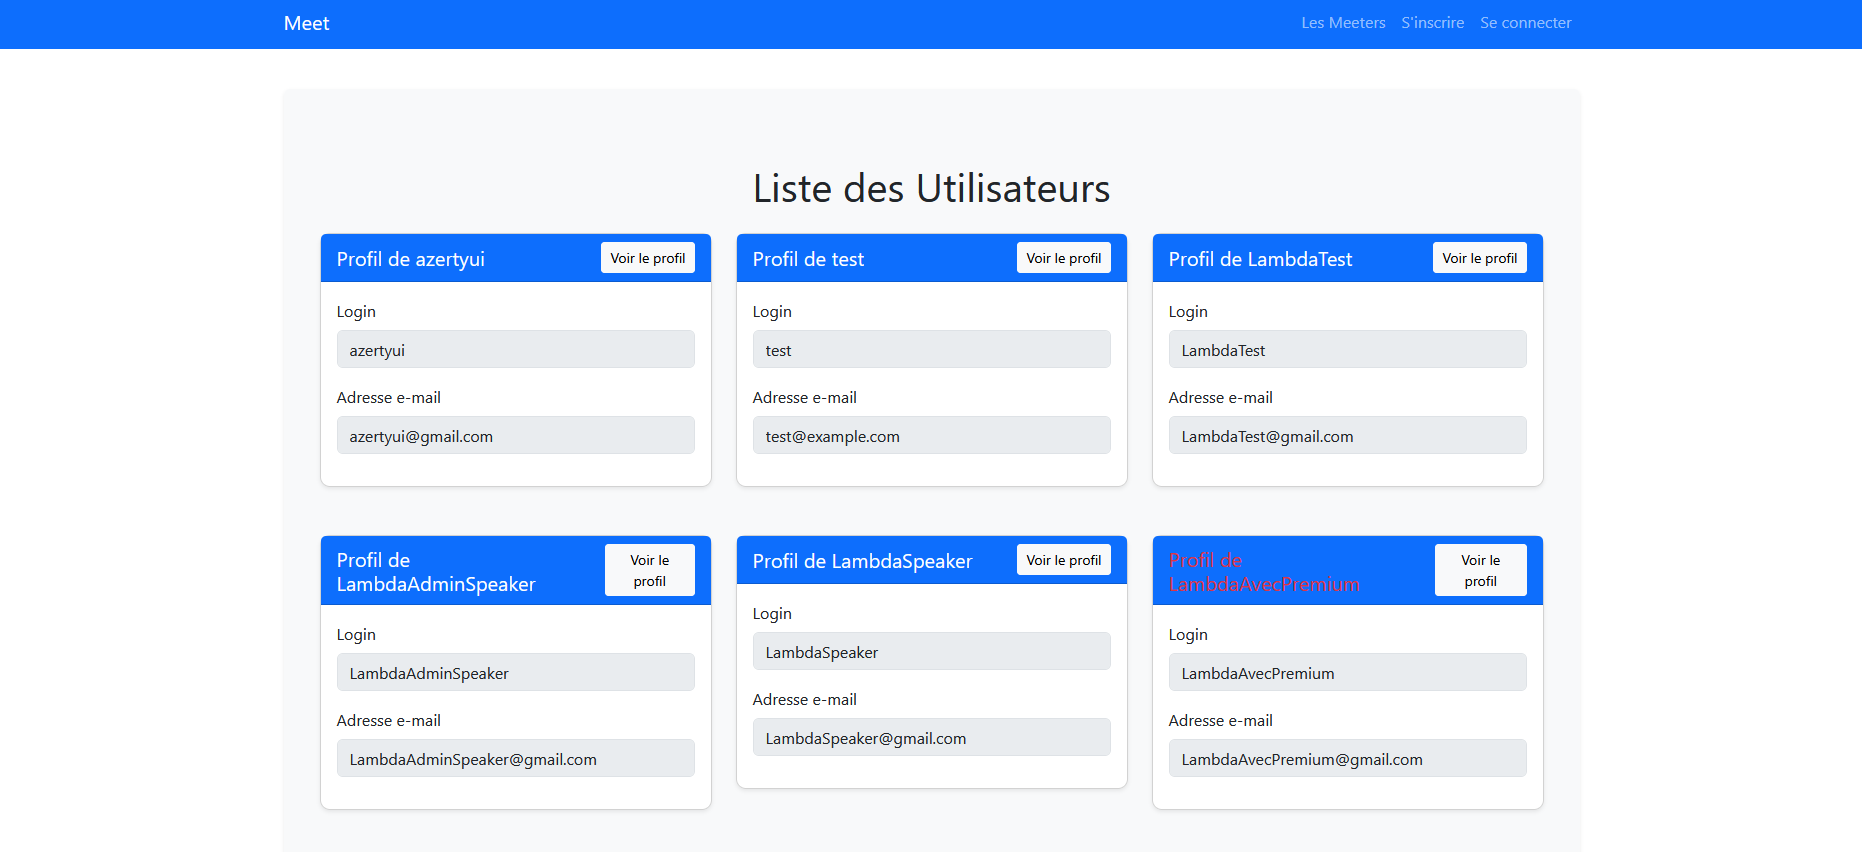 Meet
Les Meeters S'inscrire Se connecter
Liste des Utilisateurs
Profil de azertyui
Voir le profil
Login
azertyui
Adresse e-mail
azertyui@gmail.com
Profil de test
Voir le profil
Login
test
Adresse e-mail
test@example.com
Profil de LambdaTest
Voir le profil
Login
LambdaTest
Adresse e-mail
LambdaTest@gmail.com
Profil de
LambdaAdminSpeaker
Voir le
profil
Login
LambdaAdminSpeaker
Adresse e-mail
LambdaAdminSpeaker@gmail.com
Profil de LambdaSpeaker
Voir le profil
Login
LambdaSpeaker
Adresse e-mail
LambdaSpeaker@gmail.com
Profil de
LambdaAvecPremium
Voir le
profil
Login
LambdaAvecPremium
Adresse e-mail
LambdaAvecPremium@gmail.com